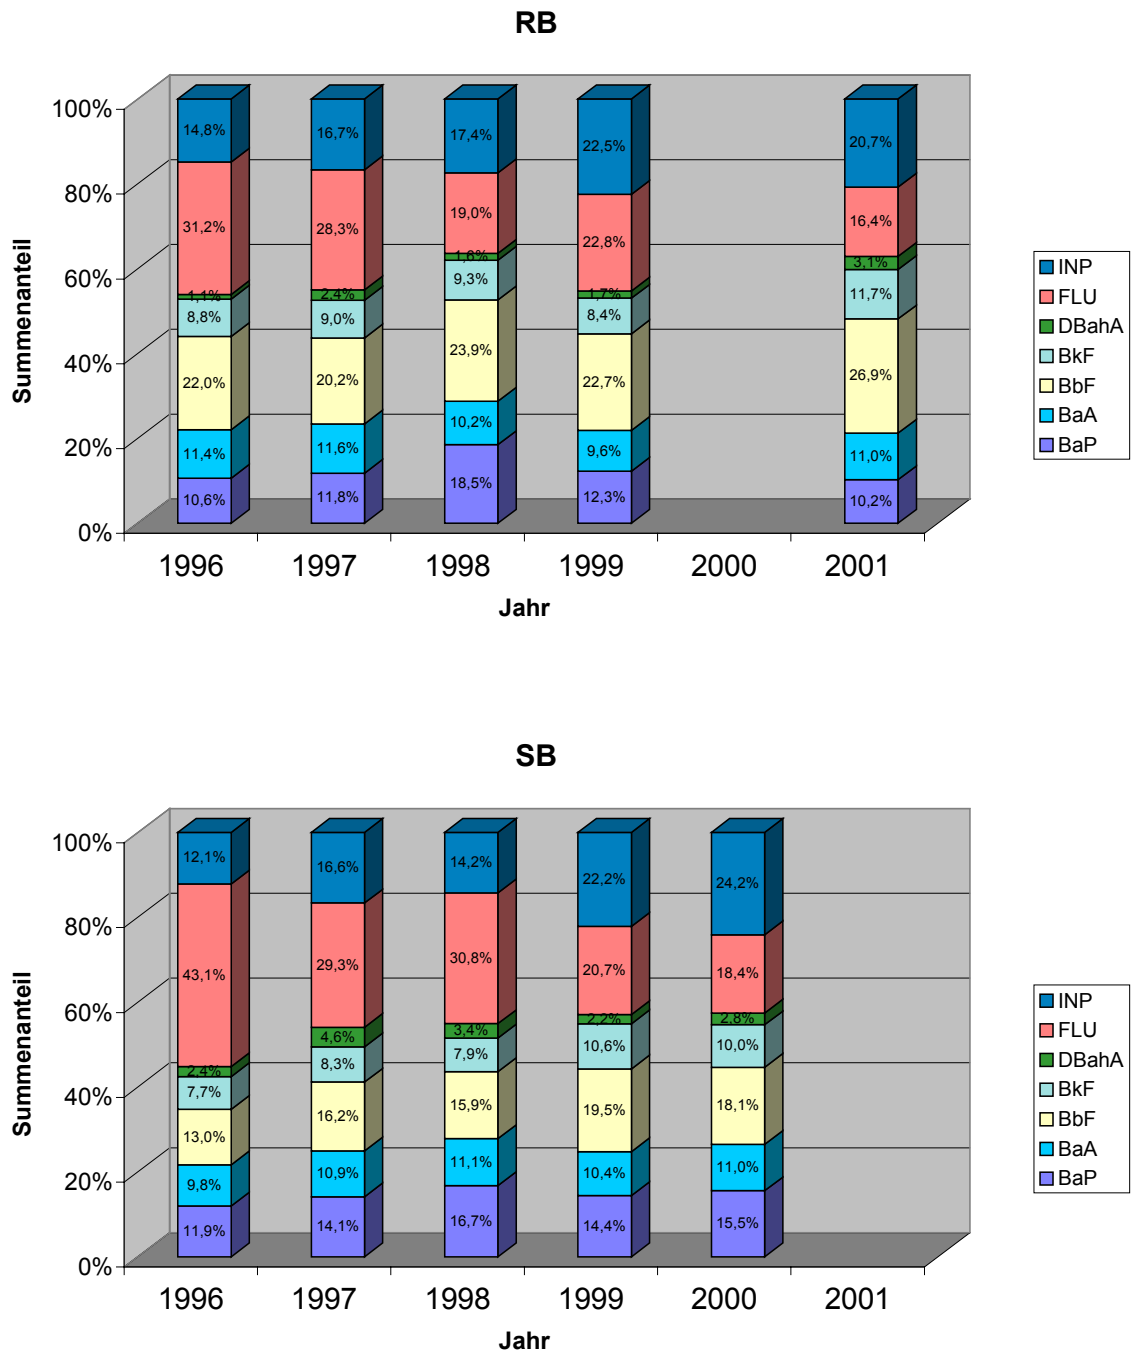 RB
100%
80%
60%
40%
20%
0%
Summenanteil
14,8% 16,7% 17,4% 22,5% 20,7%
31,2% 28,3% 19,0% 22,8% 16,4%
1,1% 2,4% 1,6% 1,7% 3,1%
8,8% 9,0% 9,3% 8,4% 11,7%
22,0% 20,2% 23,9% 22,7% 26,9%
11,4% 11,6% 10,2% 9,6% 11,0%
10,6% 11,8% 18,5% 12,3% 10,2%
1996 1997 1998 1999 2000 2001
Jahr
INP
FLU
DBahA
BkF
BbF
BaA
BaP
SB
100%
80%
60%
40%
20%
0%
Summenanteil
12,1% 16,6% 14,2% 22,2% 24,2%
43,1% 29,3% 30,8% 20,7% 18,4%
2,4% 4,6% 3,4% 2,2% 2,8%
7,7% 8,3% 7,9% 10,6% 10,0%
13,0% 16,2% 15,9% 19,5% 18,1%
9,8% 10,9% 11,1% 10,4% 11,0%
11,9% 14,1% 16,7% 14,4% 15,5%
1996 1997 1998 1999 2000 2001
Jahr
INP
FLU
DBahA
BkF
BbF
BaA
BaP